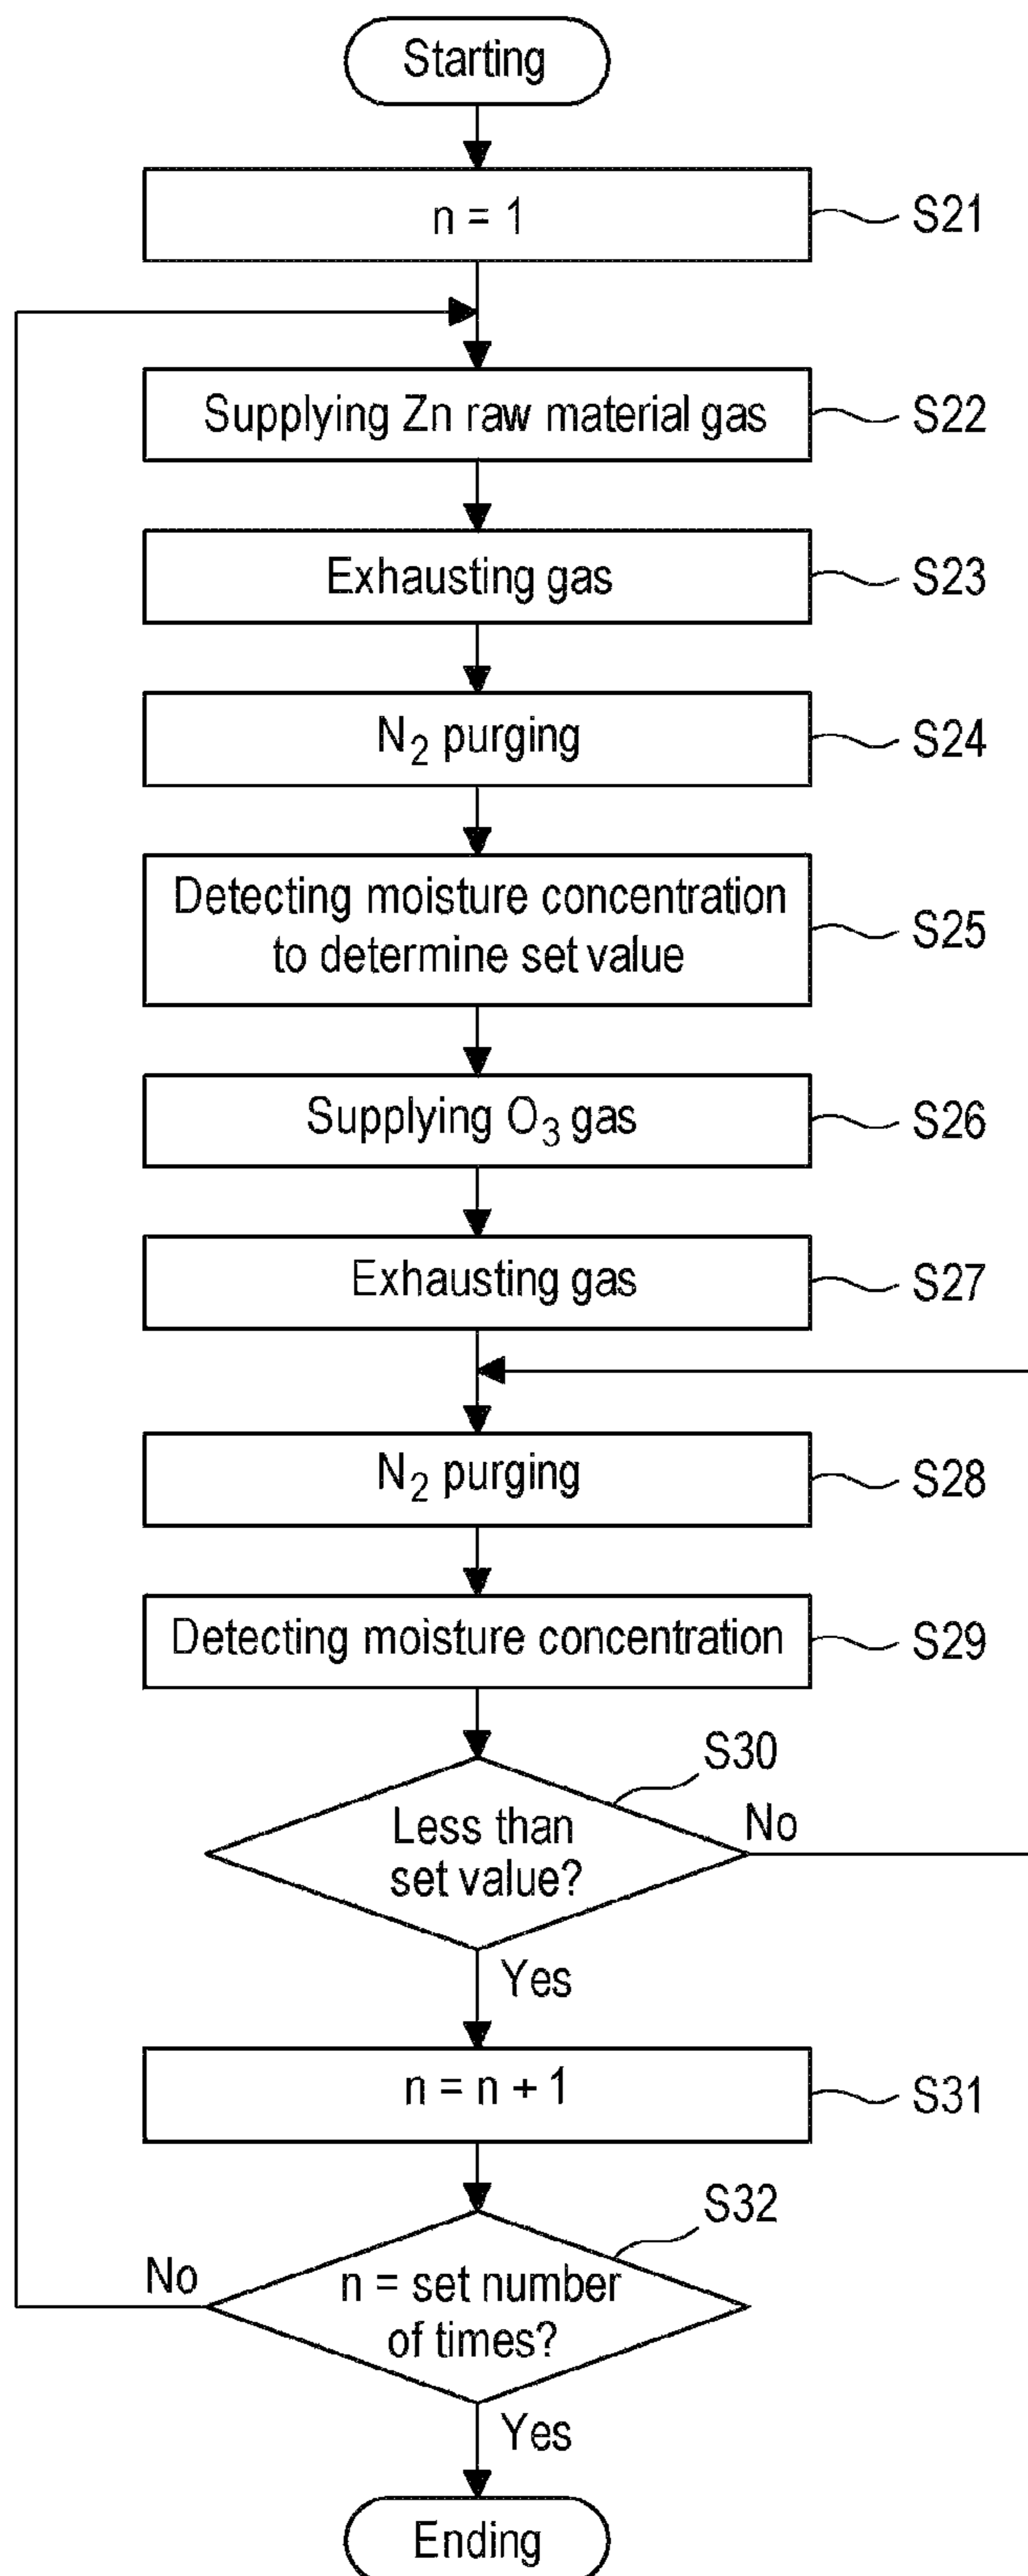 Starting
n = 1
S21
Supplying Zn raw material gas
S22
Exhausting gas
S23
N2 purging
S24
Detecting moisture concentration
to determine set value
S25
Supplying O3 gas
S26
Exhausting gas
S27
N2 purging
S28
Detecting moisture concentration
S29
S30
Less than
set value?
No
Yes
n = n + 1
S31
S32
No
n = set number
of times?
Yes
Ending